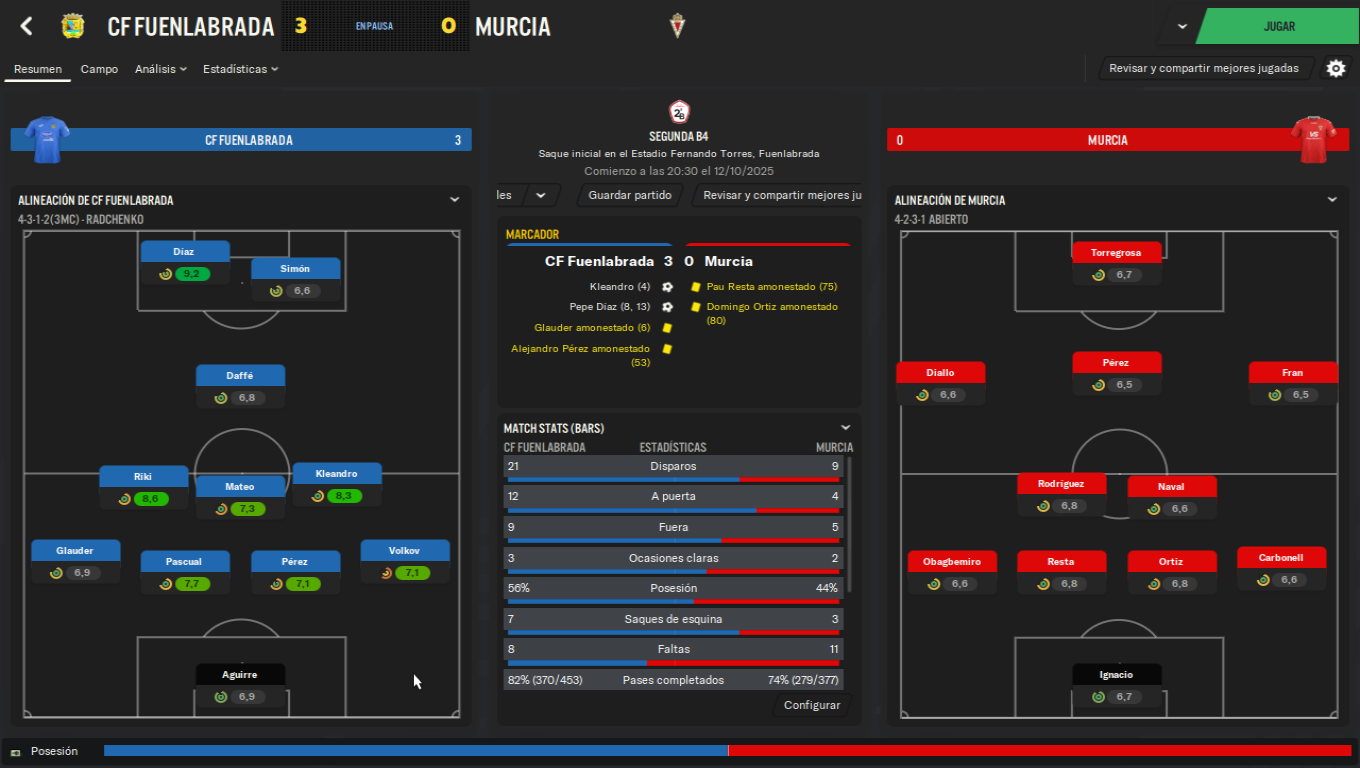 CF FUENLABRADA 3 EN PAUSA 0 MURCIA
JUGAR
Resumen Campo Análisis Estadísticas
Revisar y compartir mejores jugadas
CF FUENLABRADA 3
2ªB
SEGUNDA B4
Saque inicial en el Estadio Fernando Torres, Fuenlabrada
Comienzo a las 20:30 el 12/10/2025
les Guardar partido Revisar y compartir mejores ju
0 MURCIA
VS
ALINEACIÓN DE CF FUENLABRADA
4-3-1-2(3MC) - RADCHENKO
Díaz
9,2
Simón
6,6
Daffé
6,8
Riki
8,6
Mateo
7,3
Kleandro
8,3
Glauder
6,9
Pascual
7,7
Pérez
7,1
Volkov
7,1
Aguirre
6,9
MARCADOR
CF Fuenlabrada 3 0 Murcia
Kleandro (4)
Pepe Díaz (8, 13)
Glauder amonestado (6)
Alejandro Pérez amonestado
(53)
Pau Resta amonestado (75)
Domingo Ortiz amonestado
(80)
MATCH STATS (BARS)
CF FUENLABRADA ESTADÍSTICAS MURCIA
21 Disparos 9
12 A puerta 4
9 Fuera 5
3 Ocasiones claras 2
56% Posesión 44%
7 Saques de esquina 3
8 Faltas 11
82% (370/453) Pases completados 74% (279/377)
Configurar
ALINEACIÓN DE MURCIA
4-2-3-1 ABIERTO
Torregrosa
6,7
Diallo
6,6
Pérez
6,5
Fran
6,5
Rodríguez
6,8
Naval
6,6
Obagbemiro
6,6
Resta
6,8
Ortiz
6,8
Carbonell
6,6
Ignacio
6,7
Posesión